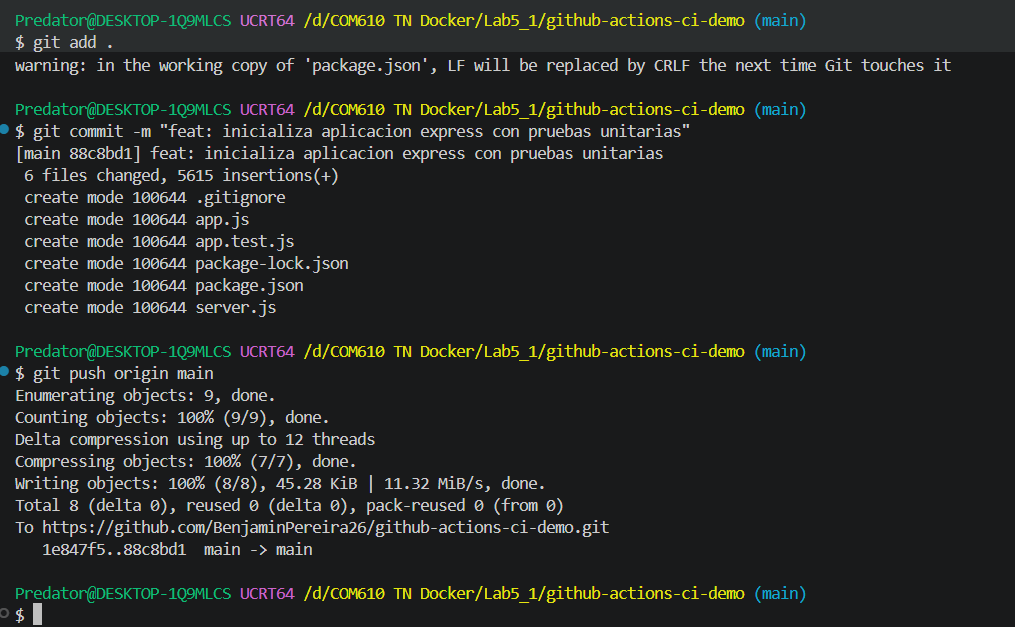 Predator@DESKTOP-1Q9MLCS UCRT64 /d/COM610 TN Docker/Lab5_1/github-actions-ci-demo (main)
$ git add .
warning: in the working copy of 'package.json', LF will be replaced by CRLF the next time Git touches it
Predator@DESKTOP-1Q9MLCS UCRT64 /d/COM610 TN Docker/Lab5_1/github-actions-ci-demo (main)
$ git commit -m "feat: inicializa aplicacion express con pruebas unitarias"
[main 88c8bd1] feat: inicializa aplicacion express con pruebas unitarias
 6 files changed, 5615 insertions(+)
 create mode 100644 .gitignore
 create mode 100644 app.js
 create mode 100644 app.test.js
 create mode 100644 package-lock.json
 create mode 100644 package.json
 create mode 100644 server.js
Predator@DESKTOP-1Q9MLCS UCRT64 /d/COM610 TN Docker/Lab5_1/github-actions-ci-demo (main)
$ git push origin main
Enumerating objects: 9, done.
Counting objects: 100% (9/9), done.
Delta compression using up to 12 threads
Compressing objects: 100% (7/7), done.
Writing objects: 100% (8/8), 45.28 KiB | 11.32 MiB/s, done.
Total 8 (delta 0), reused 0 (delta 0), pack-reused 0 (from 0)
To https://github.com/BenjaminPereira26/github-actions-ci-demo.git
   1e847f5..88c8bd1  main -> main
Predator@DESKTOP-1Q9MLCS UCRT64 /d/COM610 TN Docker/Lab5_1/github-actions-ci-demo (main)
$